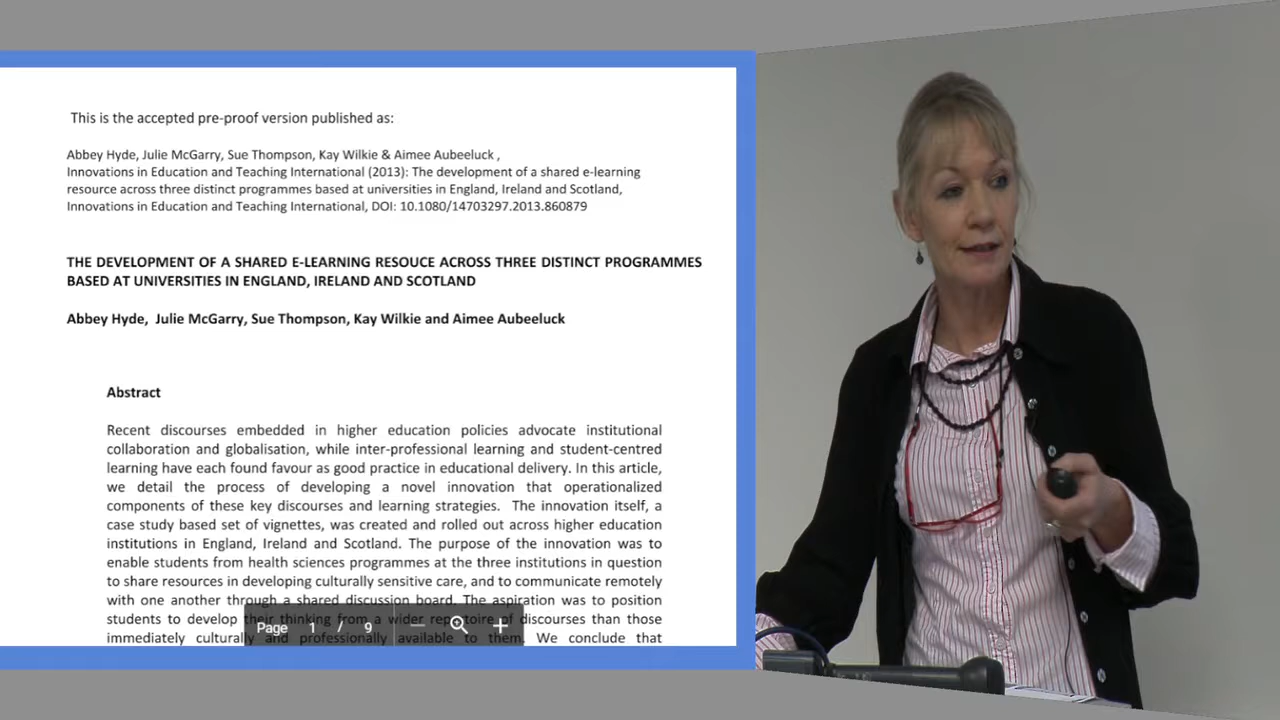 This is the accepted pre-proof version published as:
Abbey Hyde, Julie McGarry, Sue Thompson, Kay Wilkie & Aimee Aubeeluck ,
Innovations in Education and Teaching International (2013): The development of a shared e-learning
resource across three distinct programmes based at universities in England, Ireland and Scotland,
Innovations in Education and Teaching International, DOI: 10.1080/14703297.2013.860879
THE DEVELOPMENT OF A SHARED E-LEARNING RESOUCE ACROSS THREE DISTINCT PROGRAMMES
BASED AT UNIVERSITIES IN ENGLAND, IRELAND AND SCOTLAND
Abbey Hyde, Julie McGarry, Sue Thompson, Kay Wilkie and Aimee Aubeeluck
Abstract
Recent discourses embedded in higher education policies advocate institutional
collaboration and globalisation, while inter-professional learning and student-centred
learning have each found favour as good practice in educational delivery. In this article,
we detail the process of developing a novel innovation that operationalized
components of these key discourses and learning strategies. The innovation itself, a
case study based set of vignettes, was created and rolled out across higher education
institutions in England, Ireland and Scotland. The purpose of the innovation was to
enable students from health sciences programmes at the three institutions in question
to share resources in developing culturally sensitive care, and to communicate remotely
with one another through a shared discussion board. The aspiration was to position
students to develop their thinking from a wider repertoire of discourses than those
immediately culturally and professionally available to them. We conclude that
Page 1 / 9 — +